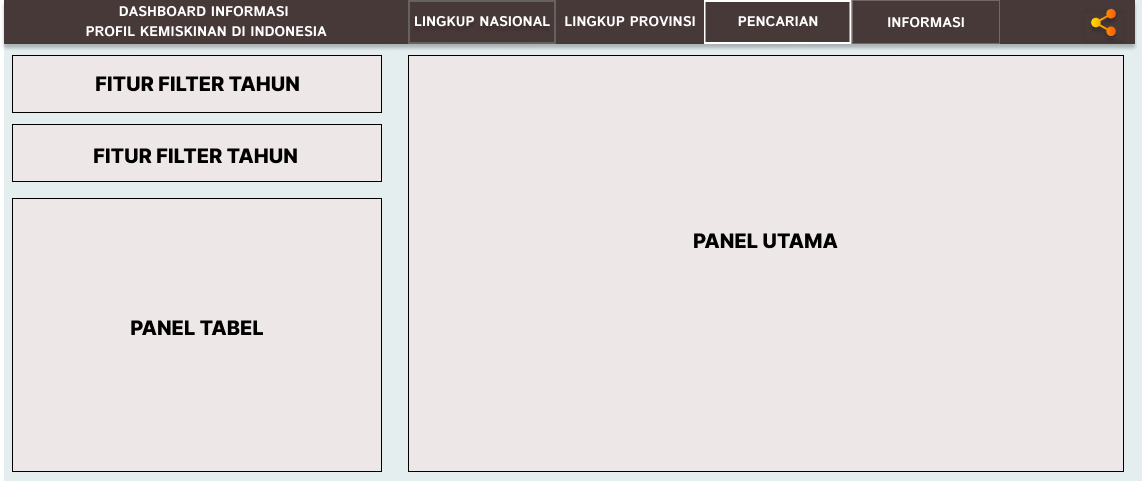 DASHBOARD INFORMASI
PROFIL KEMISKINAN DI INDONESIA
LINGKUP NASIONAL
LINGKUP PROVINSI
PENCARIAN
INFORMASI
FITUR FILTER TAHUN
FITUR FILTER TAHUN
PANEL TABEL
PANEL UTAMA